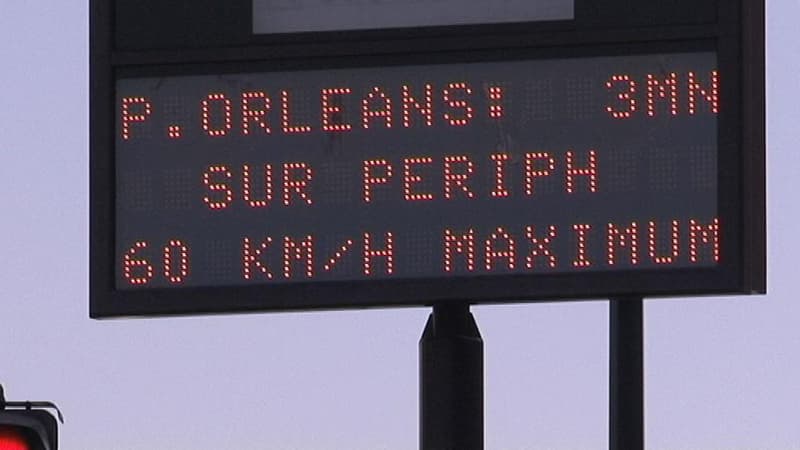 P.ORLEANS: 3MN
SUR PERIPH
60 KM/H MAXIMUM